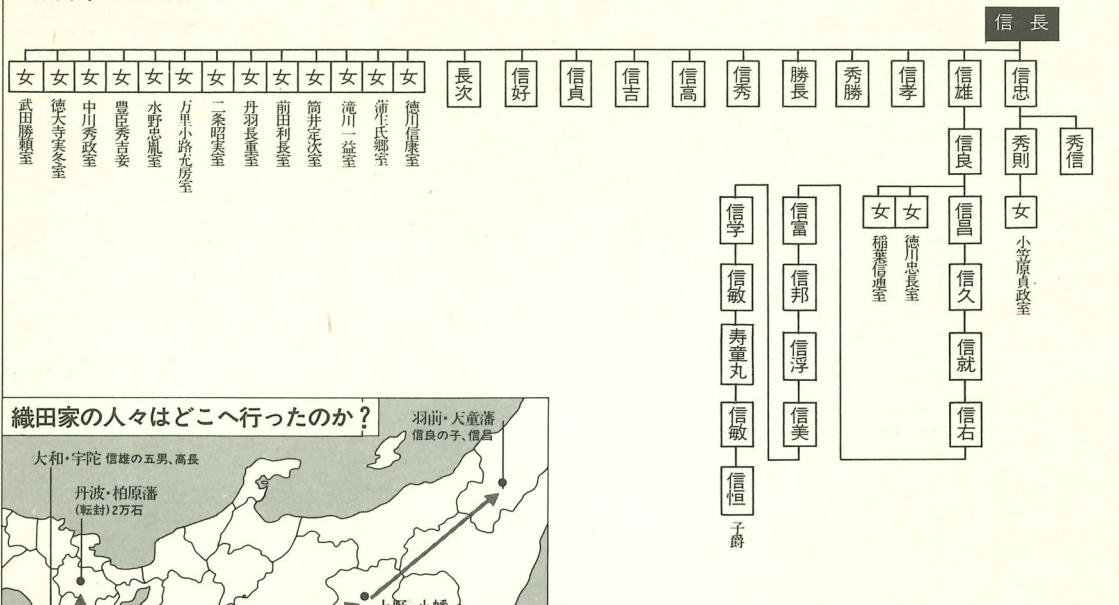 信長
信忠
信雄
信孝
秀勝
勝長
信秀
信高
信吉
信貞
信好
長次
女
徳川信康室
女
蒲生氏郷室
女
滝川一益室
女
筒井定次室
女
前田利長室
女
丹羽長重室
女
二条昭実室
女
万里小路充房室
女
水野忠胤室
女
豊臣秀吉妾
女
中川秀政室
女
徳大寺実冬室
女
武田勝頼室
秀信
秀則
女
小笠原貞政室
信良
信昌
女
徳川忠長室
女
稲葉信通室
信久
信就
信右
信富
信邦
信浮
信美
信学
信敏
寿童丸
信敏
信恒
子爵
織田家の人々はどこへ行ったのか?
羽前・天童藩
信良の子、信昌
大和・宇陀 信雄の五男、高長
丹波・柏原藩
(転封)2万石